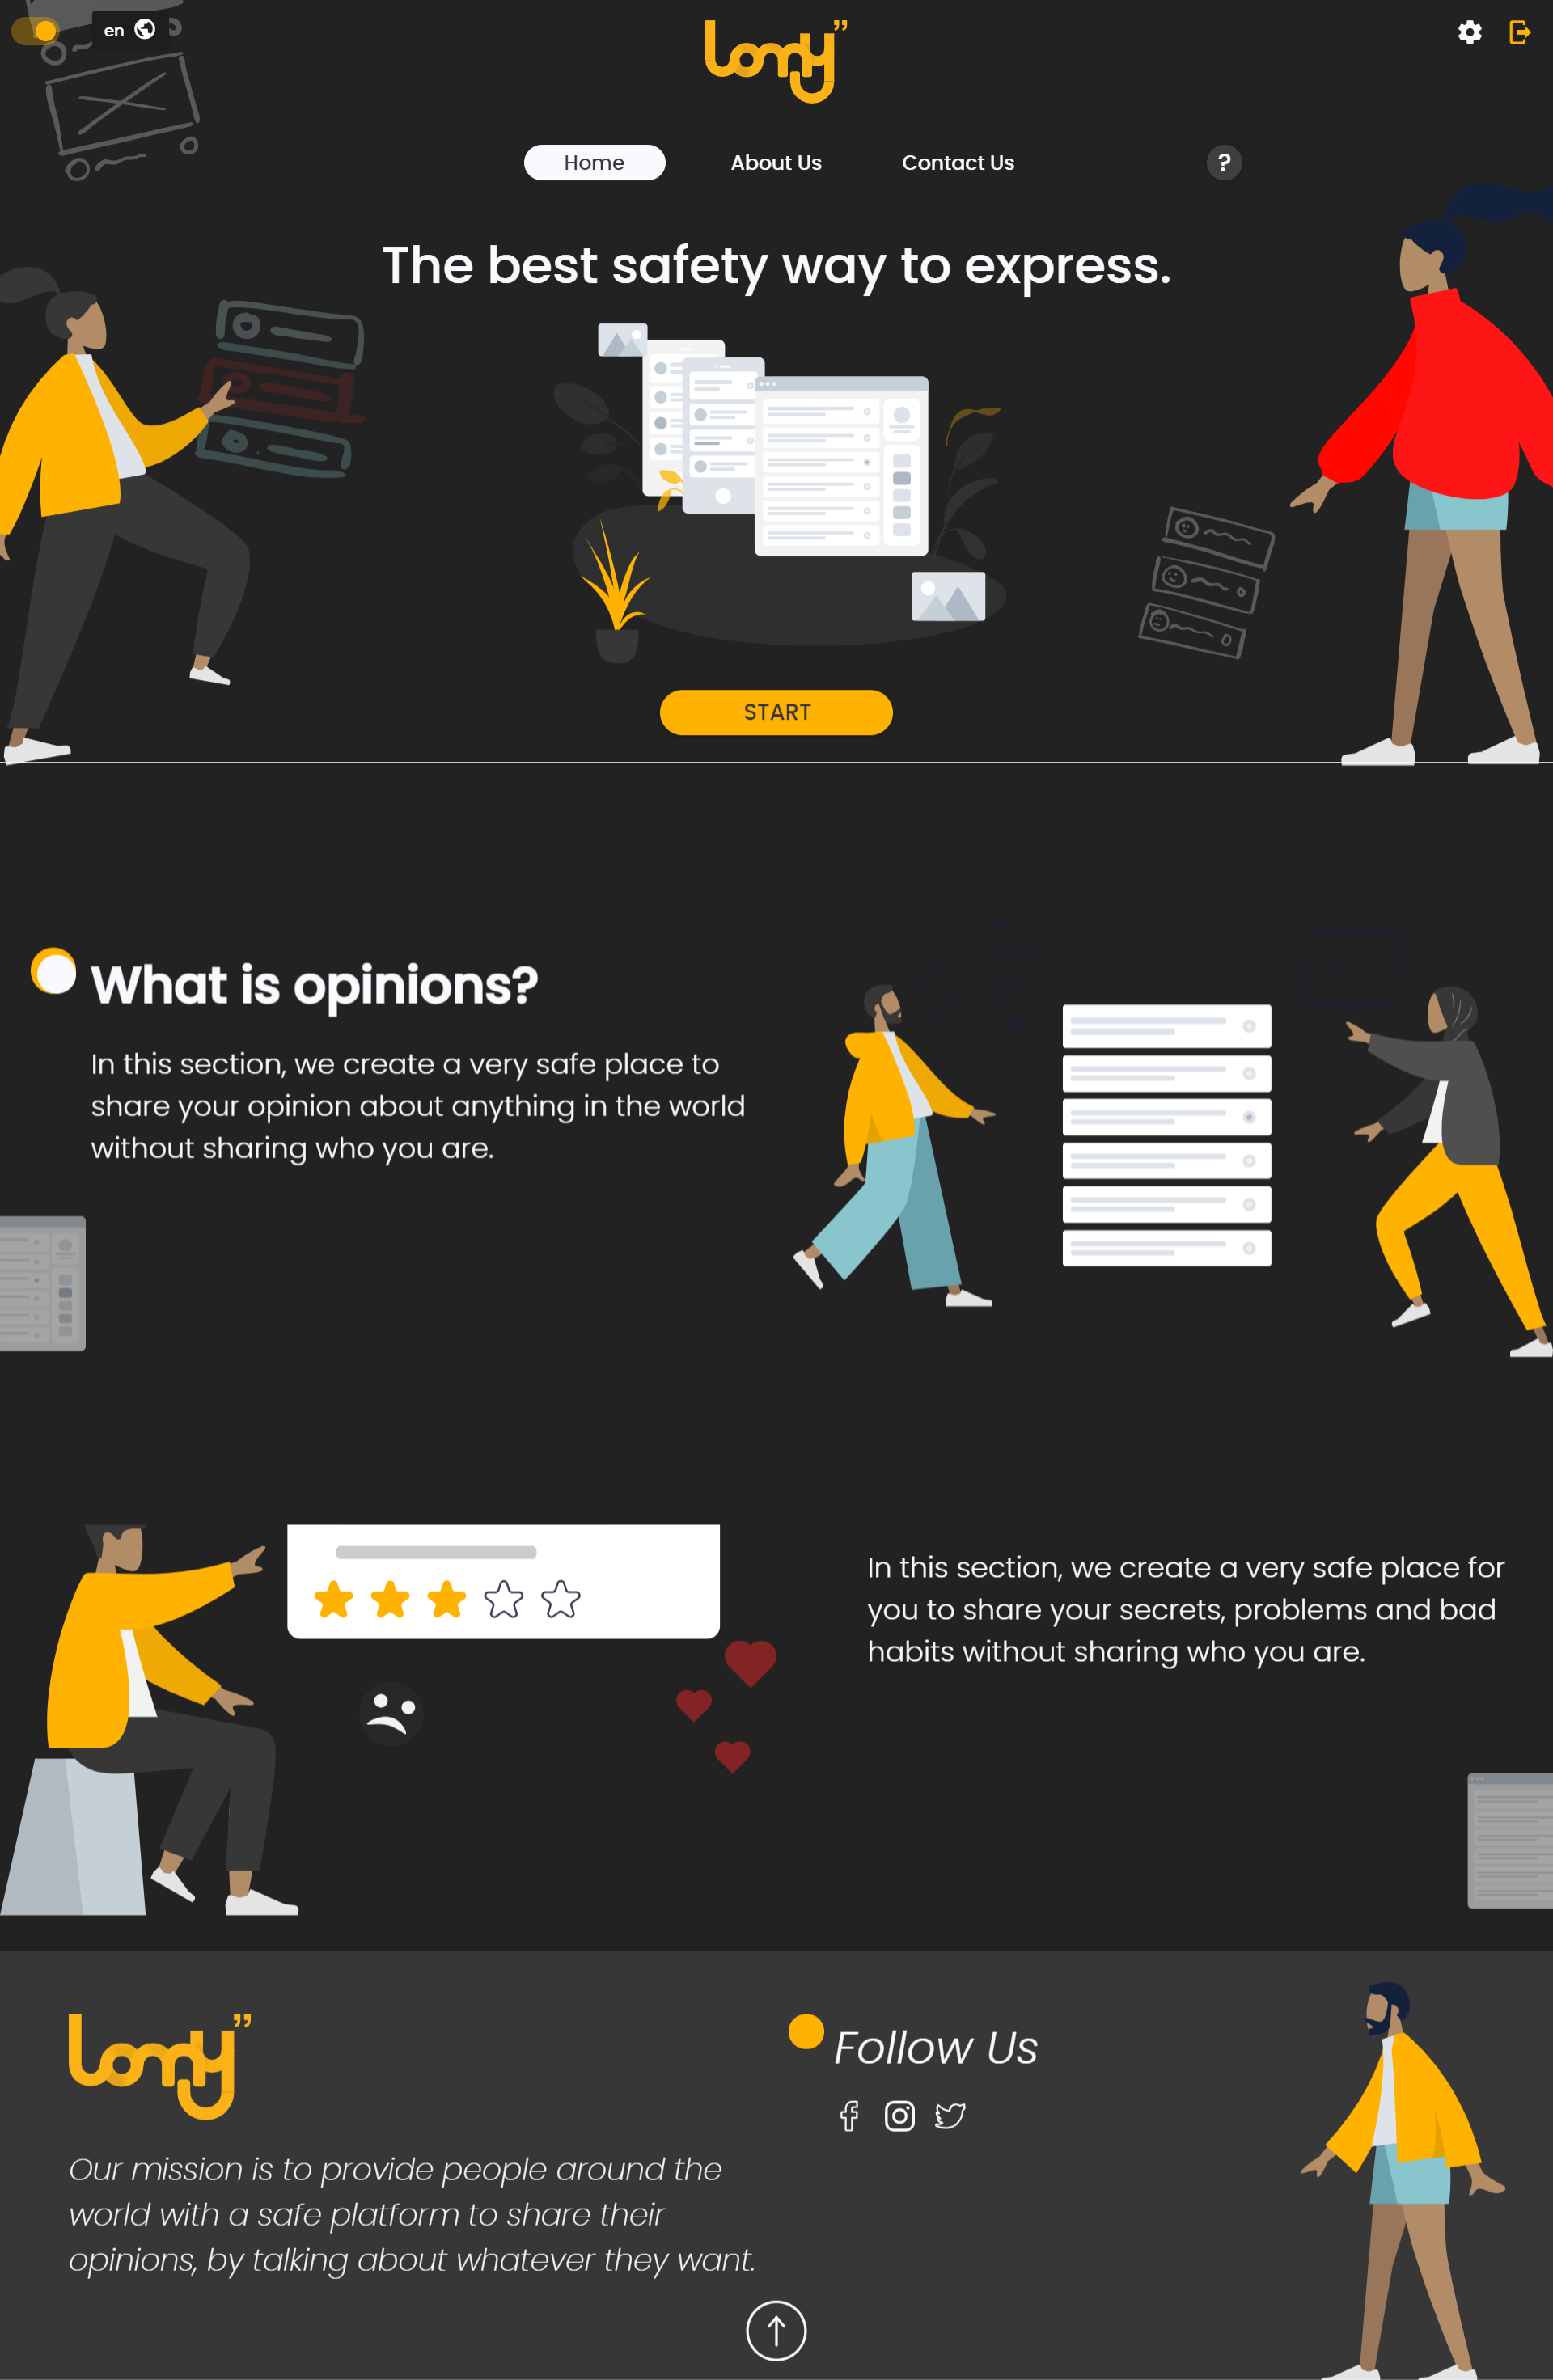 en
lomy”
Home
About Us
Contact Us
?
The best safety way to express.
START
What is opinions?
In this section, we create a very safe place to
share your opinion about anything in the world
without sharing who you are.
In this section, we create a very safe place for
you to share your secrets, problems and bad
habits without sharing who you are.
lomy”
Our mission is to provide people around the
world with a safe platform to share their
opinions, by talking about whatever they want.
Follow Us